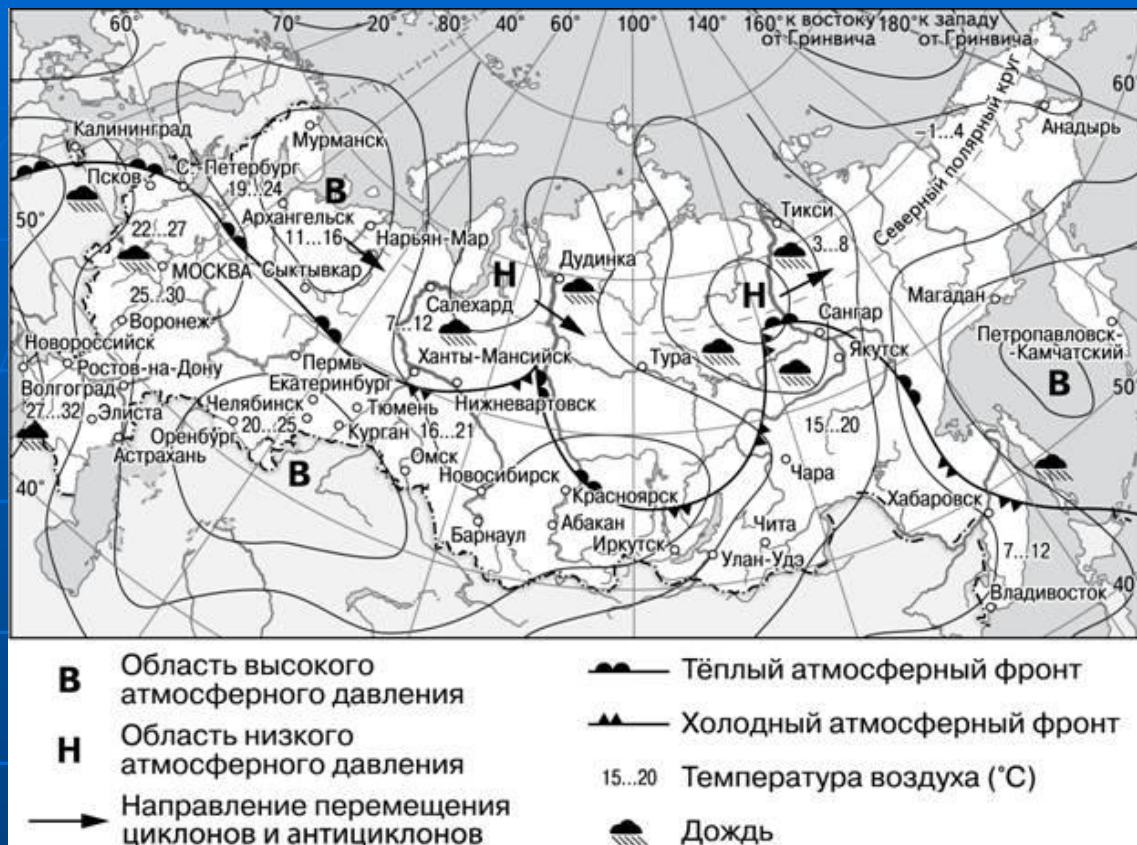 60° 70° 20° 40° 60° 100° 140° 160° к востоку от Гринвича 180° к западу от Гринвича
60°
Анадырь
–1...4
Северный полярный круг
Калининград
Мурманск
Псков
С.-Петербург
19...24
В
Тикси
50°
Архангельск
22...27
11...16
Нарьян-Мар
Дудинка
3...8
МОСКВА
Сыктывкар
Н
Н
Магадан
25...30
Салехард
Сангар
Воронеж
7...12
Петропавловск-
Камчатский
Новороссийск
Якутск
Ростов-на-Дону
Пермь
Ханты-Мансийск
Тура
В
50°
Волгоград
Екатеринбург
27...32
Элиста
Челябинск
Тюмень
Нижневартовск
Оренбург
20...25
Курган
16...21
15...20
Астрахань
Омск
Чара
В
Новосибирск
Красноярск
Хабаровск
40°
Барнаул
Абакан
Чита
Иркутск
Улан-Удэ
7...12
Владивосток
40
В Область высокого
атмосферного давления
Н Область низкого
атмосферного давления
Направление перемещения
циклонов и антициклонов
Тёплый атмосферный фронт
Холодный атмосферный фронт
15...20 Температура воздуха (°С)
Дождь